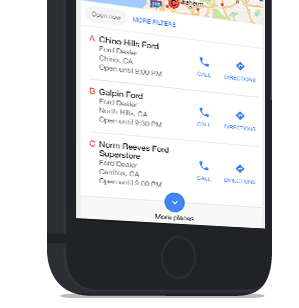 Anaheim
Open now MORE FILTERS
A Chino Hills Ford
Ford Dealer
Chino, CA
Open until 9:00 PM
CALL DIRECTIONS
B Galpin Ford
Ford Dealer
North Hills, CA
Open until 9:30 PM
CALL DIRECTIONS
C Norm Reeves Ford
Superstore
Ford Dealer
Cerritos, CA
Open until 9:00 PM
CALL DIRECTIONS
More places